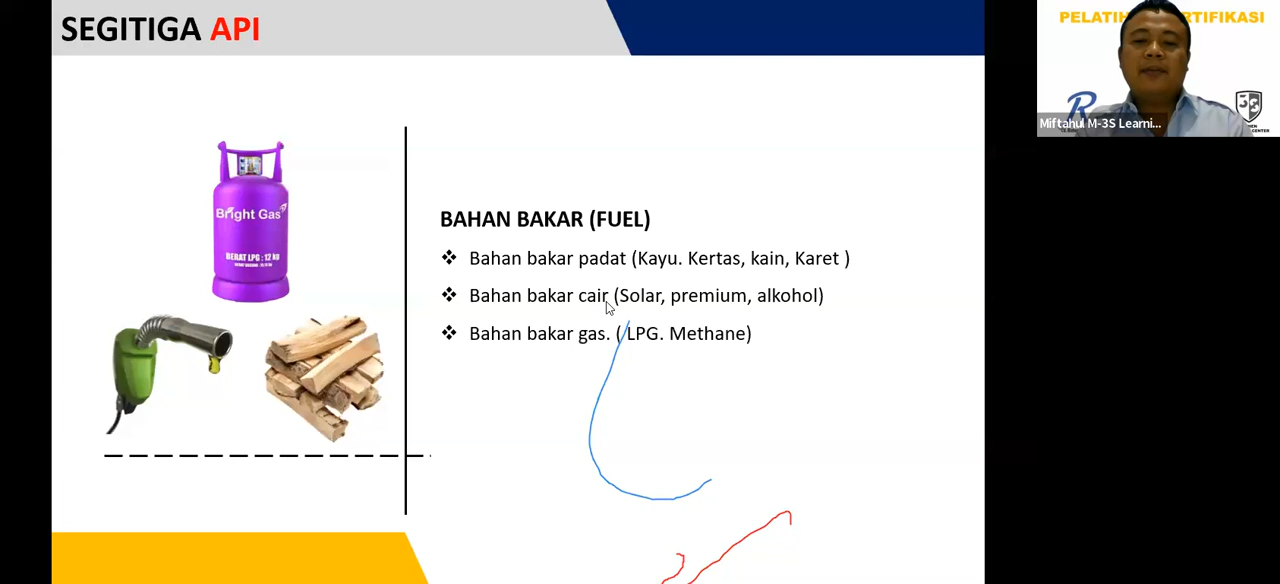 SEGITIGA API
PELATIH RTIFIKASI
Miftahul M-3S Learni...
Bright Gas
BERAT LPG : 12 kg
BAHAN BAKAR (FUEL)
❖ Bahan bakar padat (Kayu. Kertas, kain, Karet )
❖ Bahan bakar cair (Solar, premium, alkohol)
❖ Bahan bakar gas. ( LPG. Methane)